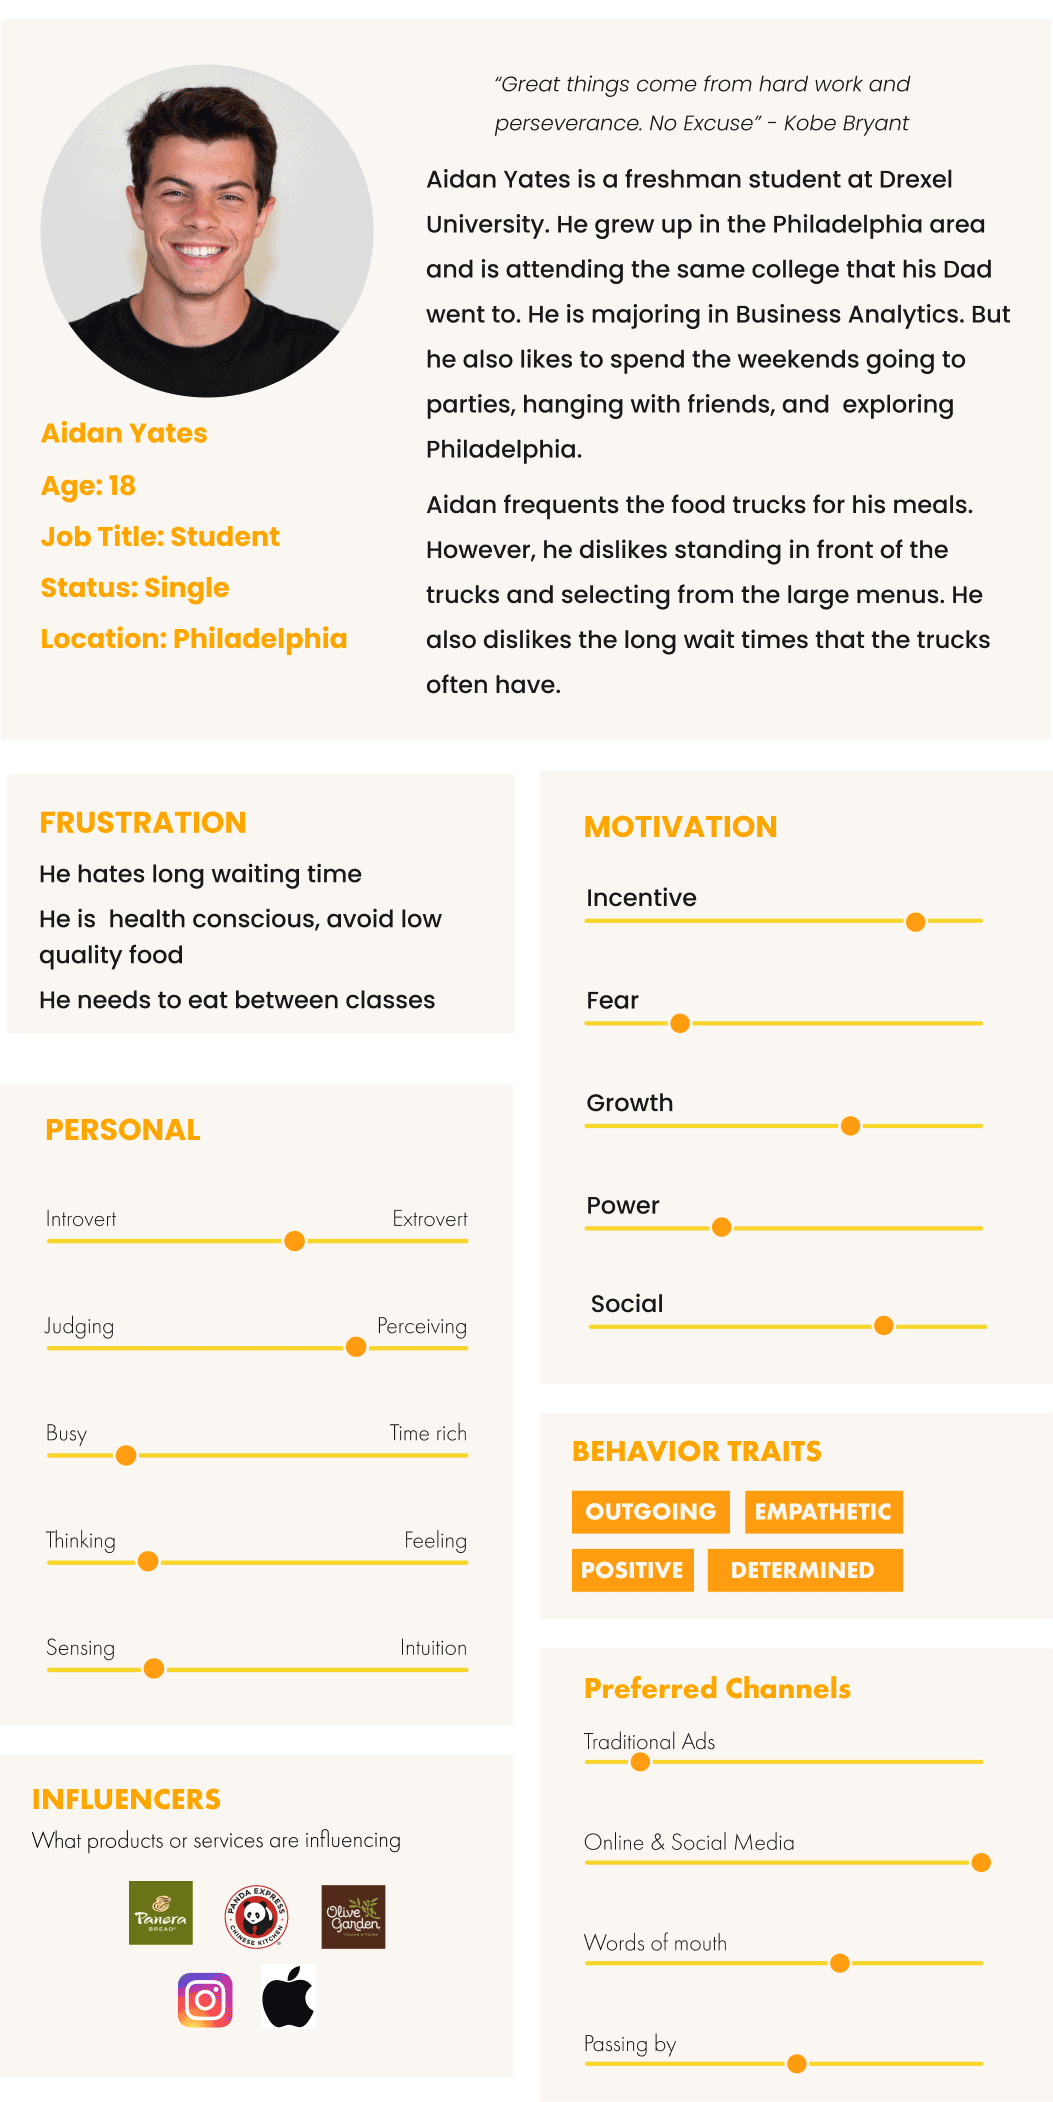 “Great things come from hard work and
perseverance. No Excuse” - Kobe Bryant
Aidan Yates is a freshman student at Drexel
University. He grew up in the Philadelphia area
and is attending the same college that his Dad
went to. He is majoring in Business Analytics. But
he also likes to spend the weekends going to
parties, hanging with friends, and  exploring
Philadelphia.
Aidan frequents the food trucks for his meals.
However, he dislikes standing in front of the
trucks and selecting from the large menus. He
also dislikes the long wait times that the trucks
often have.
Aidan Yates
Age: 18
Job Title: Student
Status: Single
Location: Philadelphia
FRUSTRATION
He hates long waiting time
He is  health conscious, avoid low
quality food
He needs to eat between classes
MOTIVATION
Incentive
Fear
Growth
Power
Social
PERSONAL
Introvert Extrovert
Judging Perceiving
Busy Time rich
Thinking Feeling
Sensing Intuition
BEHAVIOR TRAITS
OUTGOING EMPATHETIC
POSITIVE DETERMINED
Preferred Channels
Traditional Ads
Online & Social Media
Words of mouth
Passing by
INFLUENCERS
What products or services are influencing
Panera
BREAD
PANDA EXPRESS
CHINESE KITCHEN
Olive
Garden
ITALIAN KITCHEN